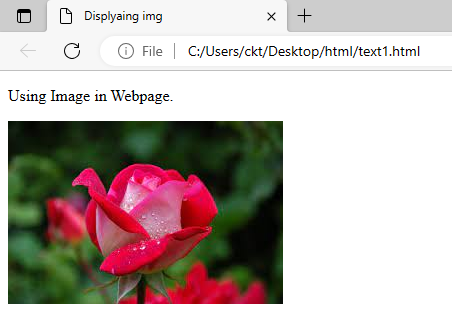 Displyaing img
File
C:/Users/ckt/Desktop/html/text1.html
Using Image in Webpage.